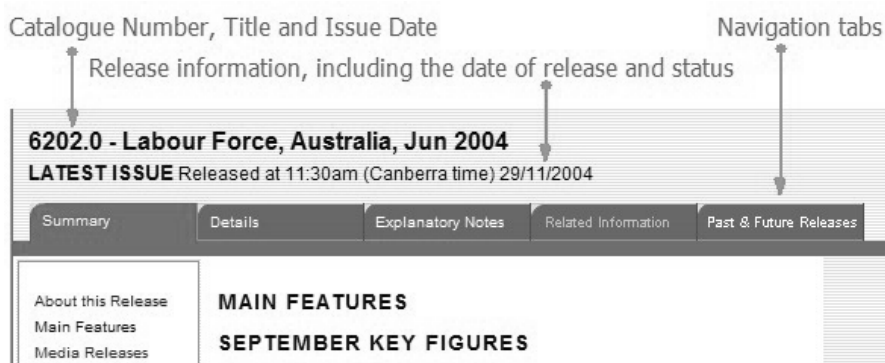 Catalogue Number, Title and Issue Date
Navigation tabs
Release information, including the date of release and status
6202.0 - Labour Force, Australia, Jun 2004
LATEST ISSUE Released at 11:30am (Canberra time) 29/11/2004
Summary Details Explanatory Notes Related Information Past & Future Releases
About this Release
MAIN FEATURES
Main Features
SEPTEMBER KEY FIGURES
Media Releases